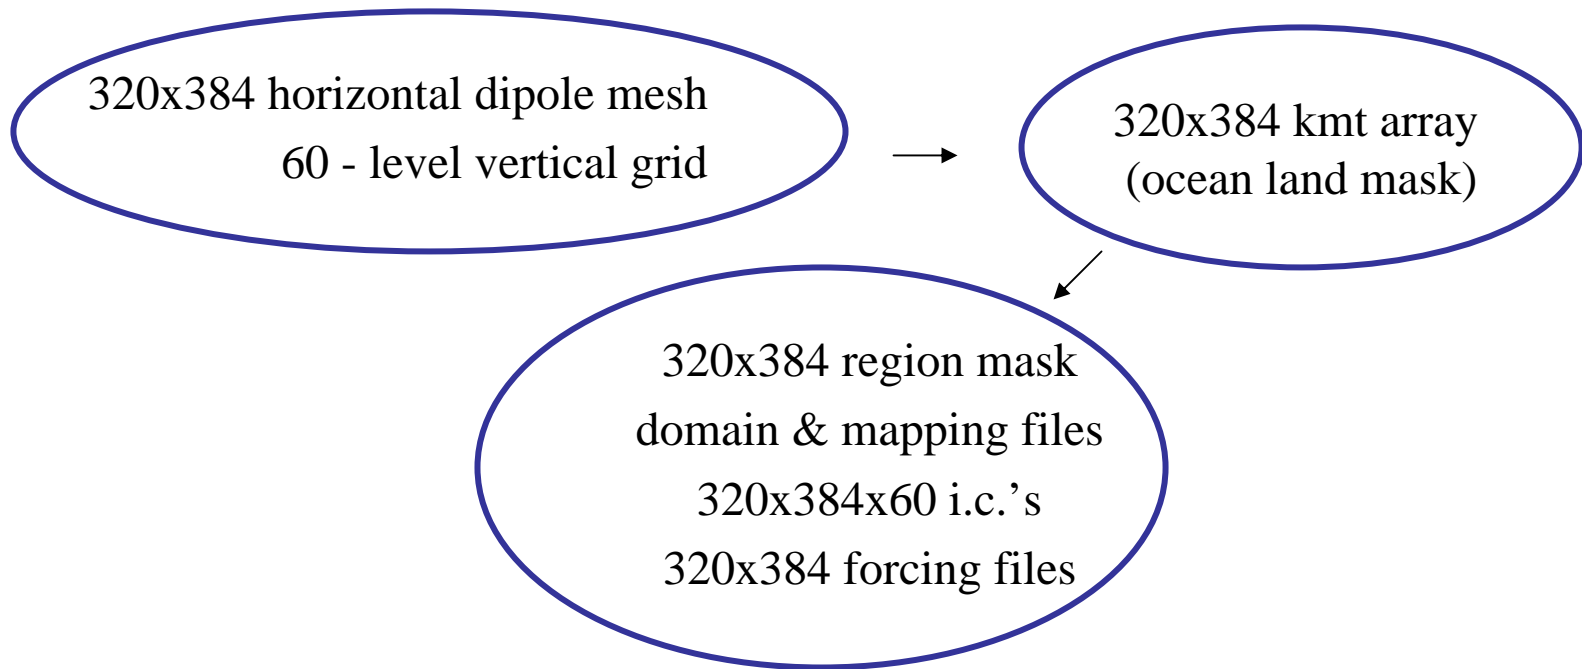 320x384 horizontal dipole mesh
60 - level vertical grid
320x384 kmt array
(ocean land mask)
320x384 region mask
domain & mapping files
320x384x60 i.c.’s
320x384 forcing files